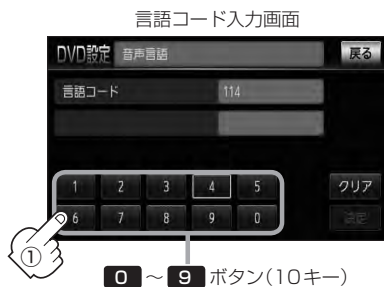 言語コード入力画面
DVD設定 音声言語 戻る
言語コード 114
1 2 3 4 5 クリア
6 7 8 9 0 設定
①
0 ～ 9 ボタン（10キー）